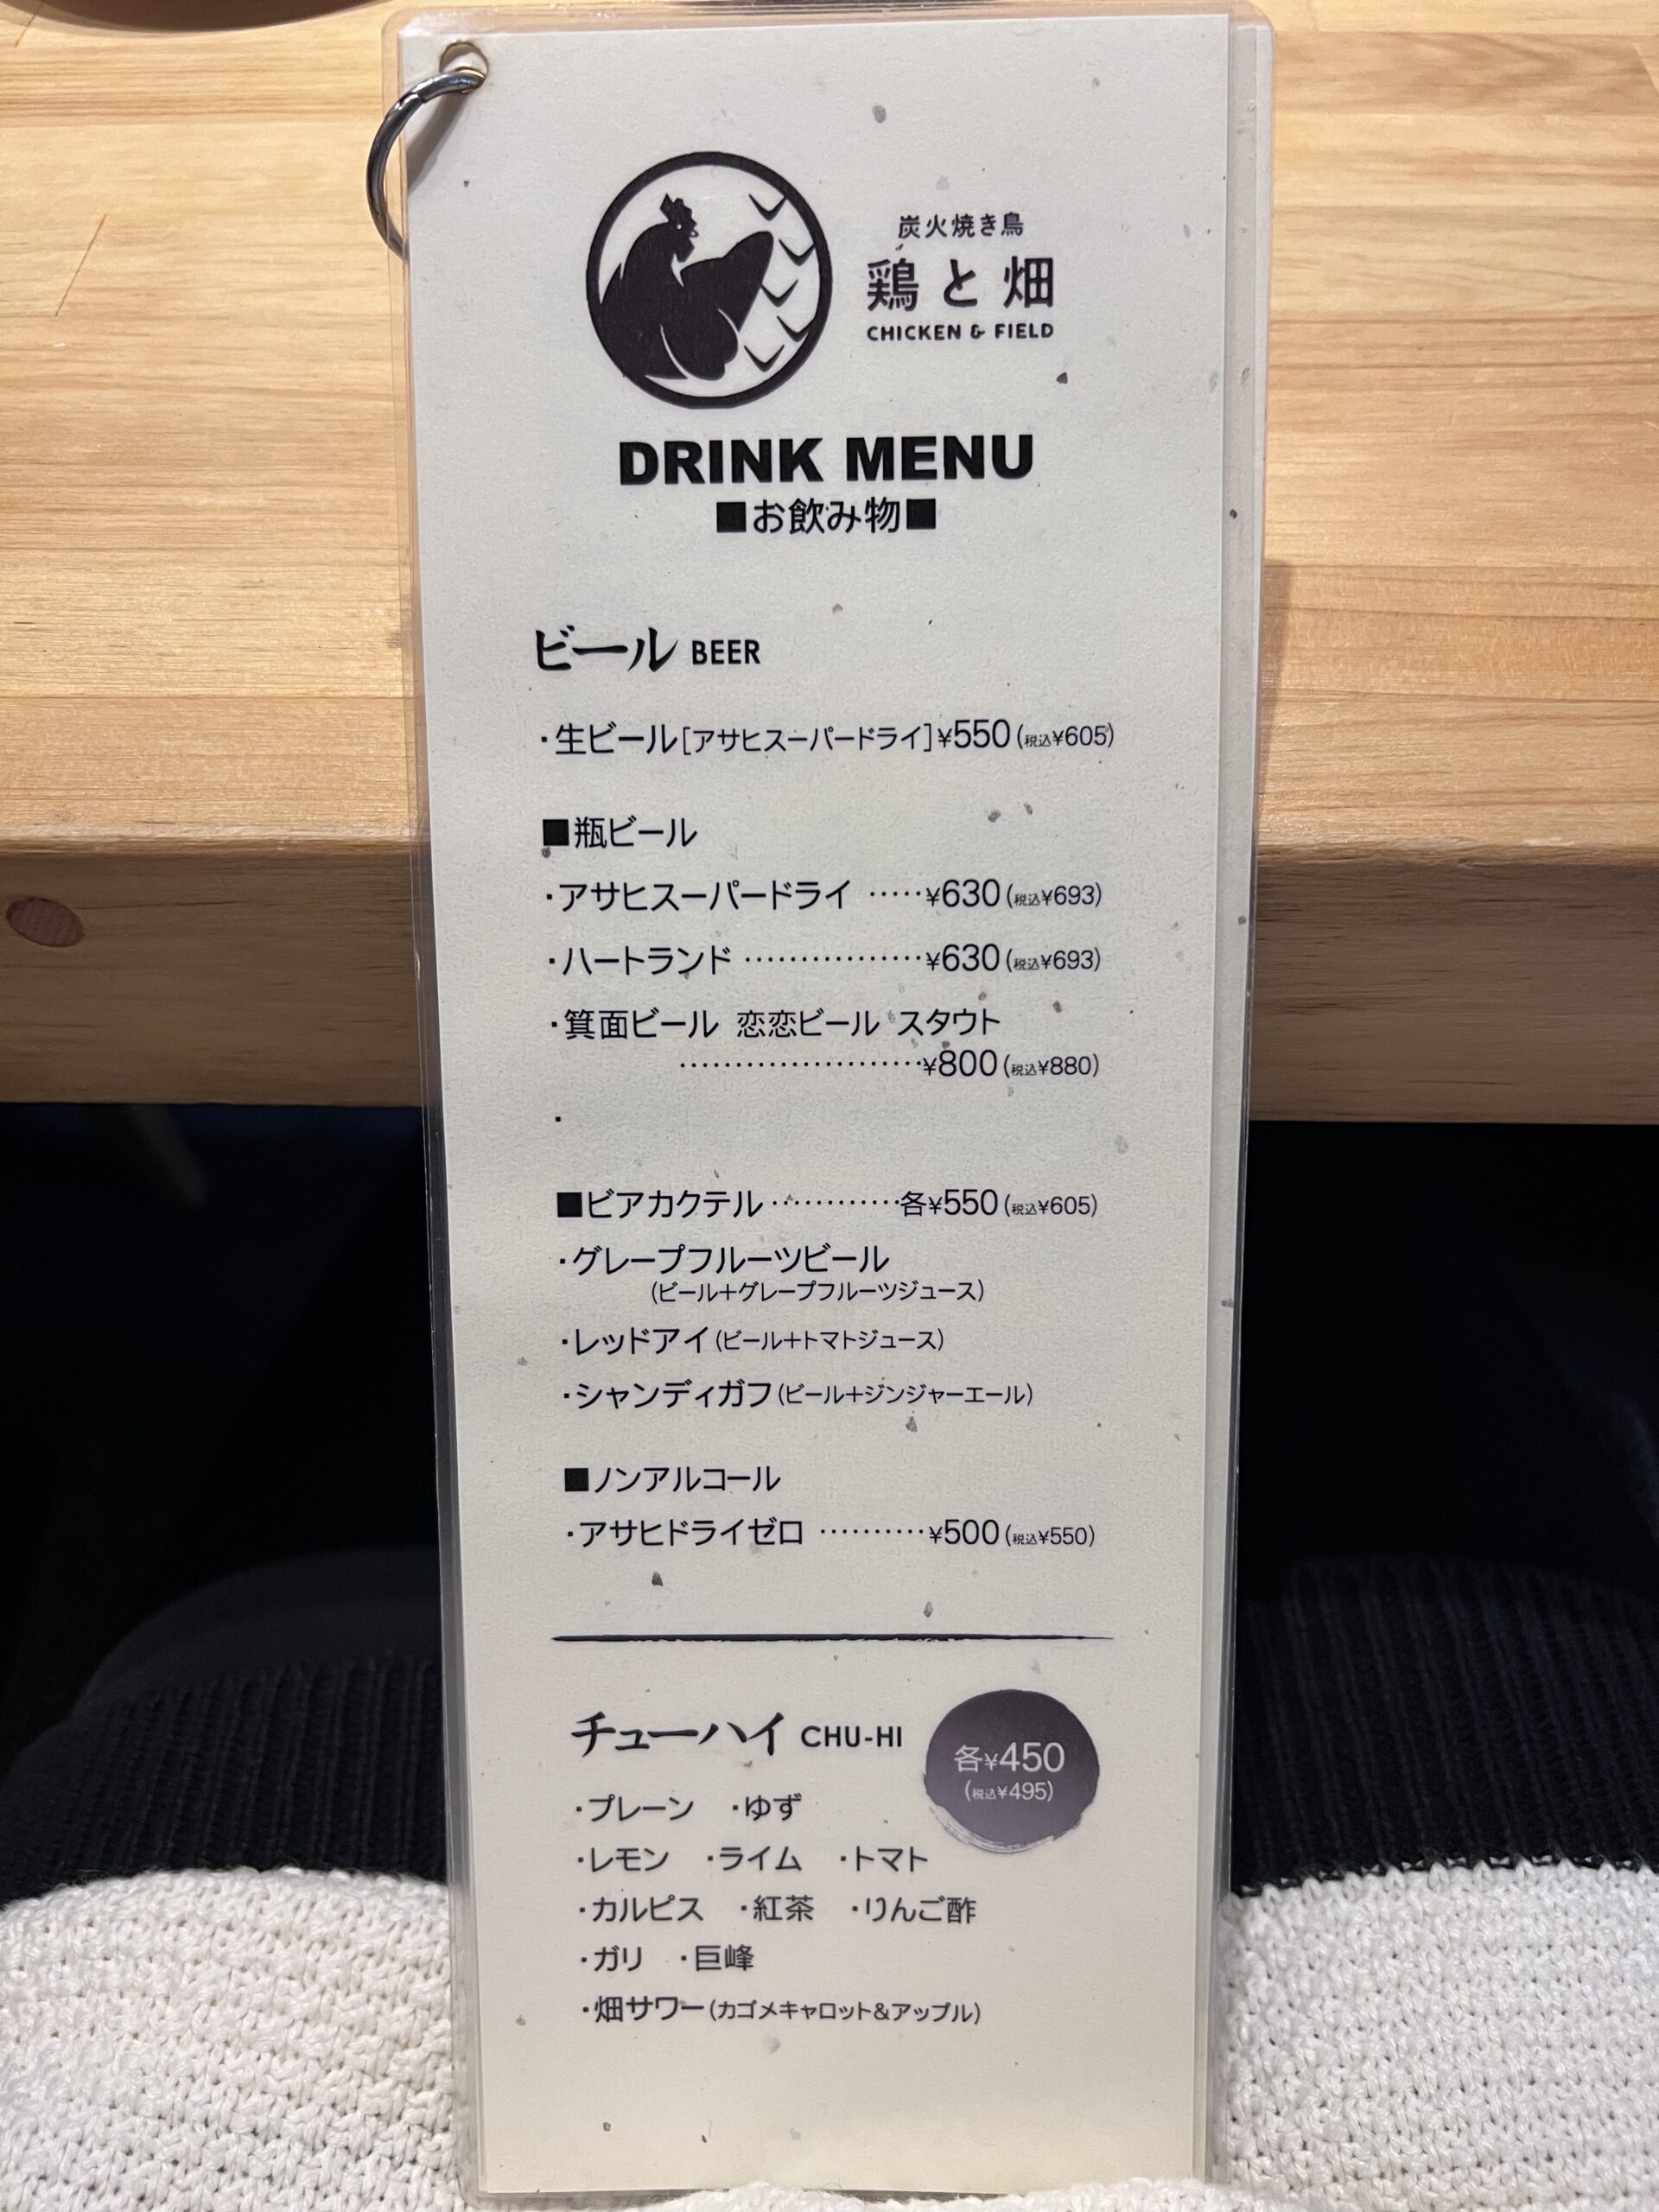 炭火焼き鳥
鶏と畑
CHICKEN & FIELD
DRINK MENU
■お飲み物■
ビール BEER
・生ビール[アサヒスーパードライ]¥550(税込¥605)
■瓶ビール
・アサヒスーパードライ ·····¥630(税込¥693)
・ハートランド ················¥630(税込¥693)
・箕面ビール 恋恋ビール スタウト
······················¥800(税込¥880)
・
■ビアカクテル············各¥550(税込¥605)
・グレープフルーツビール
(ビール+グレープフルーツジュース)
・レッドアイ(ビール+トマトジュース)
・シャンディガフ(ビール+ジンジャーエール)
■ノンアルコール
・アサヒドライゼロ ··········¥500(税込¥550)
チューハイ CHU-HI
各¥450
(税込¥495)
・プレーン ・ゆず
・レモン ・ライム ・トマト
・カルピス ・紅茶 ・りんご酢
・ガリ ・巨峰
・畑サワー(カゴメキャロット&アップル)